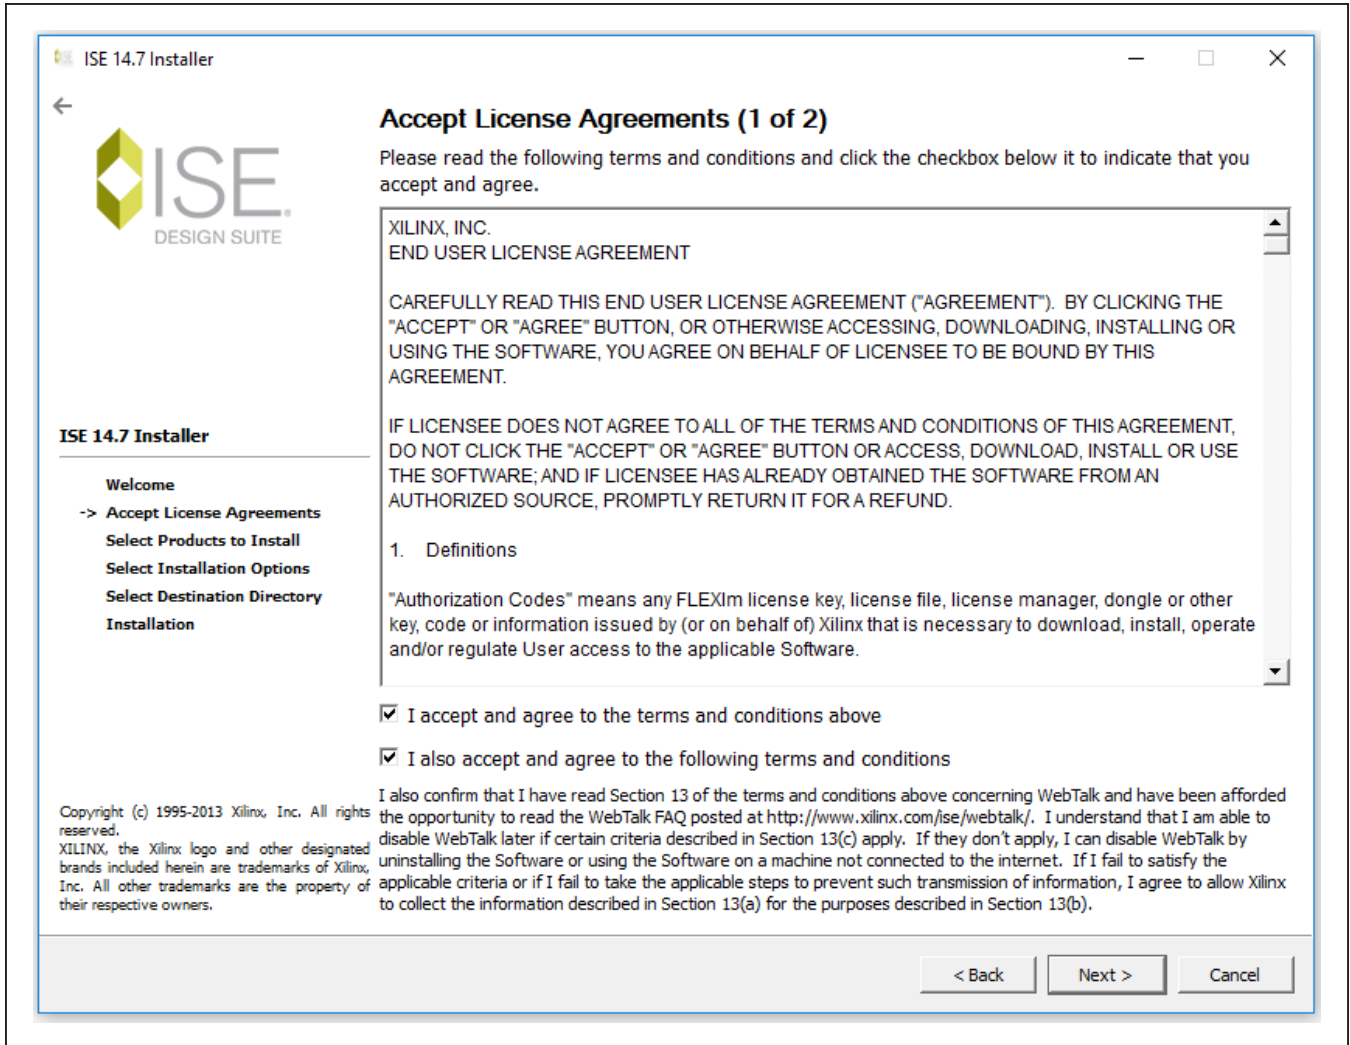 ISE 14.7 Installer
ISE
DESIGN SUITE
ISE 14.7 Installer
Welcome
-> Accept License Agreements
Select Products to Install
Select Installation Options
Select Destination Directory
Installation
Copyright (c) 1995-2013 Xilinx, Inc. All rights
reserved.
XILINX, the Xilinx logo and other designated
brands included herein are trademarks of Xilinx,
Inc. All other trademarks are the property of
their respective owners.
Accept License Agreements (1 of 2)
Please read the following terms and conditions and click the checkbox below it to indicate that you
accept and agree.
XILINX, INC.
END USER LICENSE AGREEMENT
CAREFULLY READ THIS END USER LICENSE AGREEMENT ("AGREEMENT"). BY CLICKING THE
"ACCEPT" OR "AGREE" BUTTON, OR OTHERWISE ACCESSING, DOWNLOADING, INSTALLING OR
USING THE SOFTWARE, YOU AGREE ON BEHALF OF LICENSEE TO BE BOUND BY THIS
AGREEMENT.
IF LICENSEE DOES NOT AGREE TO ALL OF THE TERMS AND CONDITIONS OF THIS AGREEMENT,
DO NOT CLICK THE "ACCEPT" OR "AGREE" BUTTON OR ACCESS, DOWNLOAD, INSTALL OR USE
THE SOFTWARE; AND IF LICENSEE HAS ALREADY OBTAINED THE SOFTWARE FROM AN
AUTHORIZED SOURCE, PROMPTLY RETURN IT FOR A REFUND.
1. Definitions
"Authorization Codes" means any FLEXlm license key, license file, license manager, dongle or other
key, code or information issued by (or on behalf of) Xilinx that is necessary to download, install, operate
and/or regulate User access to the applicable Software.
I accept and agree to the terms and conditions above
I also accept and agree to the following terms and conditions
I also confirm that I have read Section 13 of the terms and conditions above concerning WebTalk and have been afforded
the opportunity to read the WebTalk FAQ posted at http://www.xilinx.com/ise/webtalk/. I understand that I am able to
disable WebTalk later if certain criteria described in Section 13(c) apply. If they don't apply, I can disable WebTalk by
uninstalling the Software or using the Software on a machine not connected to the internet. If I fail to satisfy the
applicable criteria or if I fail to take the applicable steps to prevent such transmission of information, I agree to allow Xilinx
to collect the information described in Section 13(a) for the purposes described in Section 13(b).
< Back
Next >
Cancel